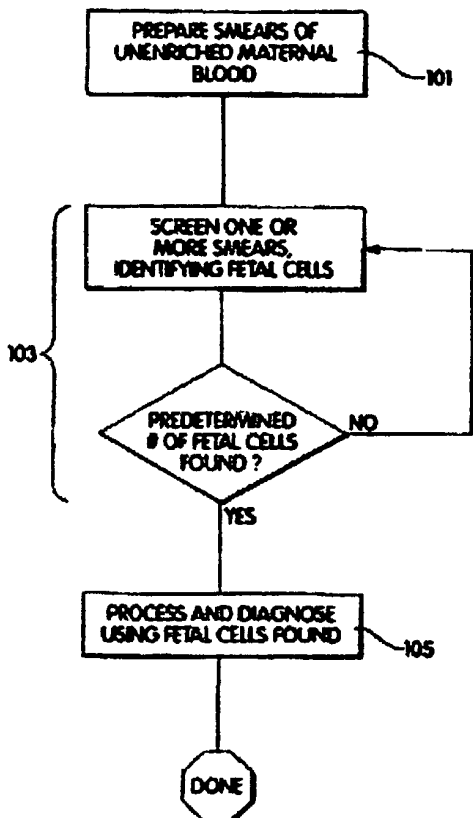 PREPARE SMEARS OF
UNENRICHED MATERNAL
BLOOD
101
SCREEN ONE OR
MORE SMEARS,
IDENTIFYING FETAL CELLS
103
PREDETERMINED
# OF FETAL CELLS
FOUND ?
NO
YES
PROCESS AND DIAGNOSE
USING FETAL CELLS FOUND
105
DONE